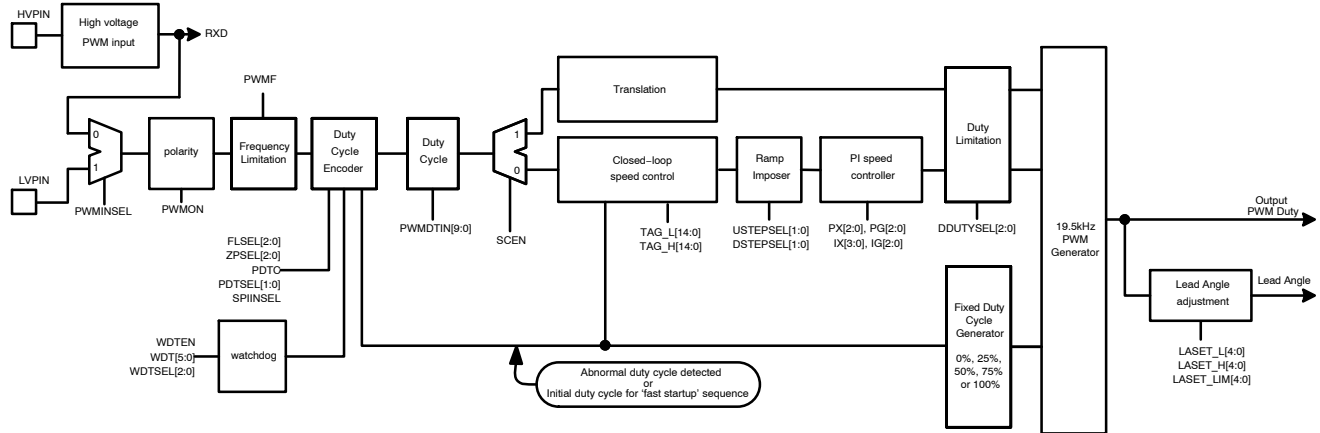 HVPIN
High voltage
PWM input
RXD
PWMF
0
1
LVPIN
PWMINSEL
polarity
PWMON
Frequency
Limitation
Duty
Cycle
Encoder
Duty
Cycle
PWMDTIN[9:0]
1
0
SCEN
Translation
Closed−loop
speed control
TAG_L[14:0]
TAG_H[14:0]
Ramp
Imposer
USTEPSEL[1:0]
DSTEPSEL[1:0]
PI speed
controller
PX[2:0), PG[2:0]
IX[3:0), IG[2:0]
Duty
Limitation
DDUTYSEL[2:0]
19.5kHz
PWM
Generator
Output
PWM Duty
Lead Angle
Lead Angle
adjustment
LASET_L[4:0]
LASET_H[4:0]
LASET_LIM[4:0]
FLSEL[2:0]
ZPSEL[2:0]
PDTC
PDTSEL[1:0]
SPIINSEL
WDTEN
WDT[5:0]
WDTSEL[2:0]
watchdog
Abnormal duty cycle detected
or
Initial duty cycle for ‘fast startup’ sequence
Fixed Duty
Cycle
Generator
0%, 25%,
50%, 75%
or 100%